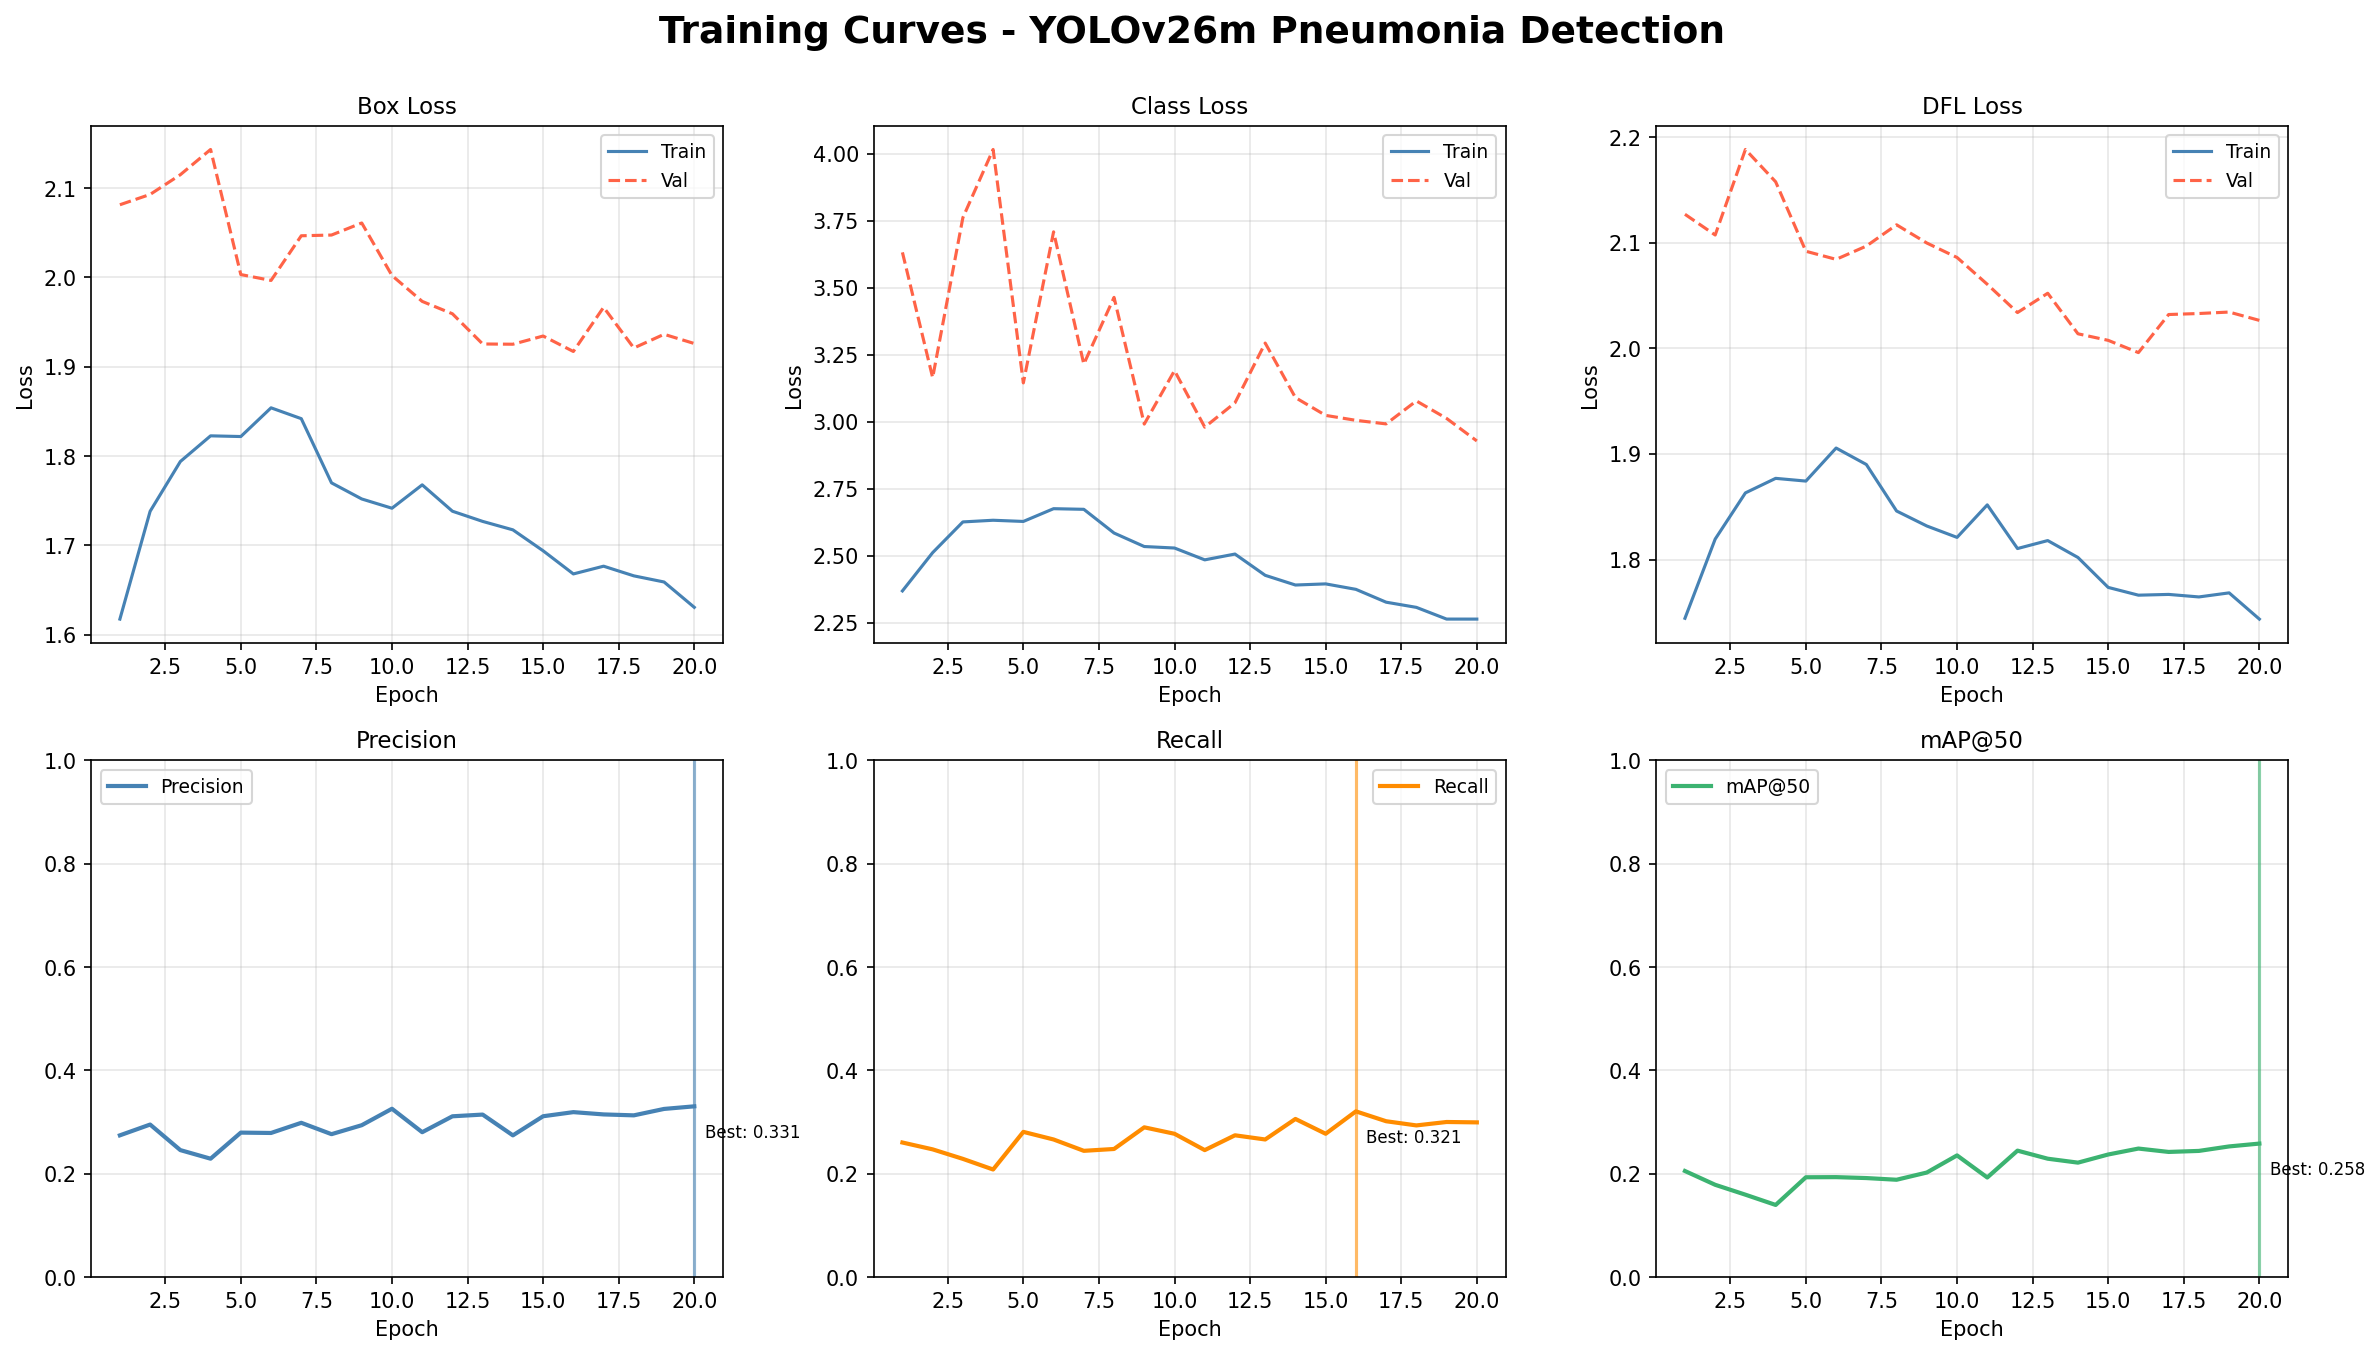 Training Curves - YOLOv26m Pneumonia Detection
Box Loss
Loss
2.1
2.0
1.9
1.8
1.7
1.6
Train
Val
2.5 5.0 7.5 10.0 12.5 15.0 17.5 20.0
Epoch
Class Loss
Loss
4.00
3.75
3.50
3.25
3.00
2.75
2.50
2.25
Train
Val
2.5 5.0 7.5 10.0 12.5 15.0 17.5 20.0
Epoch
DFL Loss
Loss
2.2
2.1
2.0
1.9
1.8
Train
Val
2.5 5.0 7.5 10.0 12.5 15.0 17.5 20.0
Epoch
Precision
1.0
0.8
0.6
0.4
0.2
0.0
Precision
Best: 0.331
2.5 5.0 7.5 10.0 12.5 15.0 17.5 20.0
Epoch
Recall
1.0
0.8
0.6
0.4
0.2
0.0
Recall
Best: 0.321
2.5 5.0 7.5 10.0 12.5 15.0 17.5 20.0
Epoch
mAP@50
1.0
0.8
0.6
0.4
0.2
0.0
mAP@50
Best: 0.258
2.5 5.0 7.5 10.0 12.5 15.0 17.5 20.0
Epoch